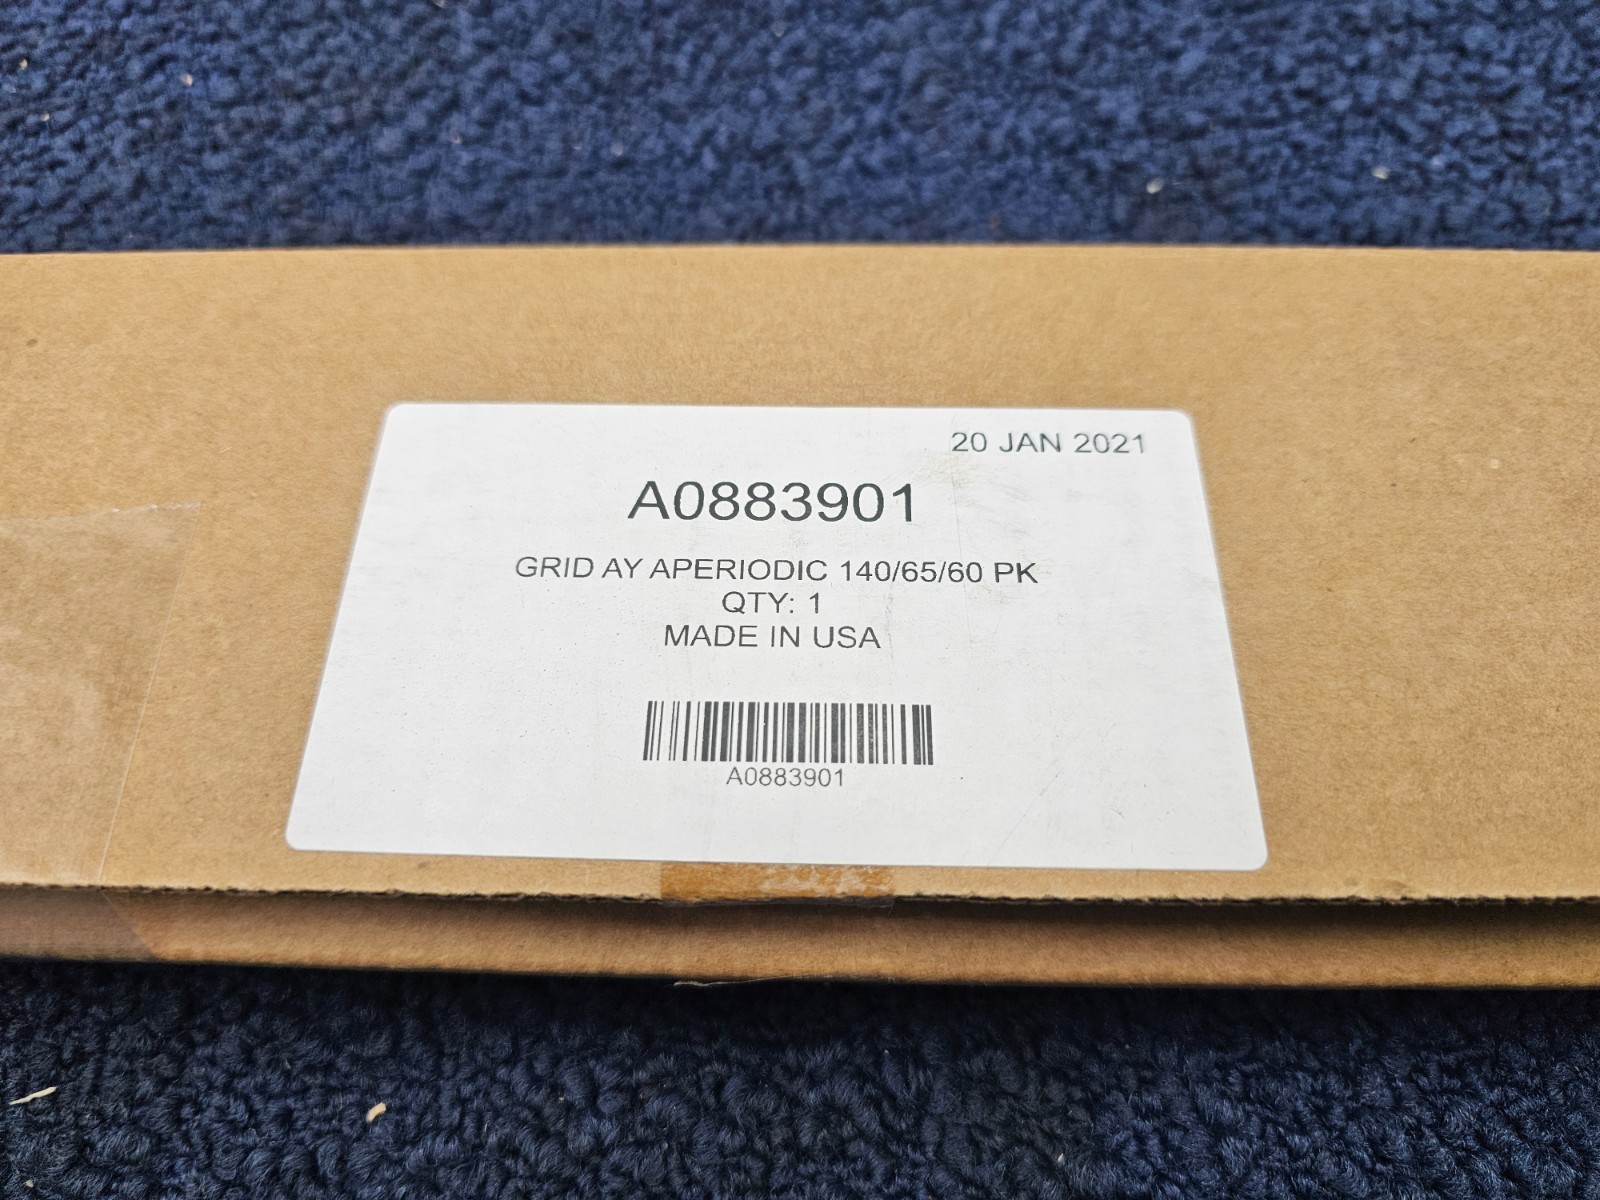 20 JAN 2021
A0883901
GRID AY APERIODIC 140/65/60 PK
QTY: 1
MADE IN USA
A0883901